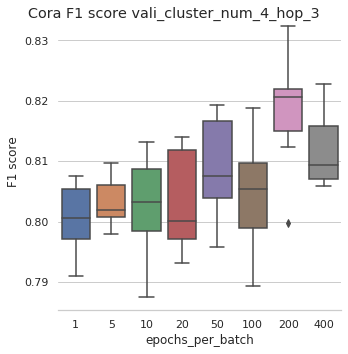 Cora F1 score vali_cluster_num_4_hop_3
0.83
0.82
0.81
0.80
0.79
F1 score
1 5 10 20 50 100 200 400
epochs_per_batch